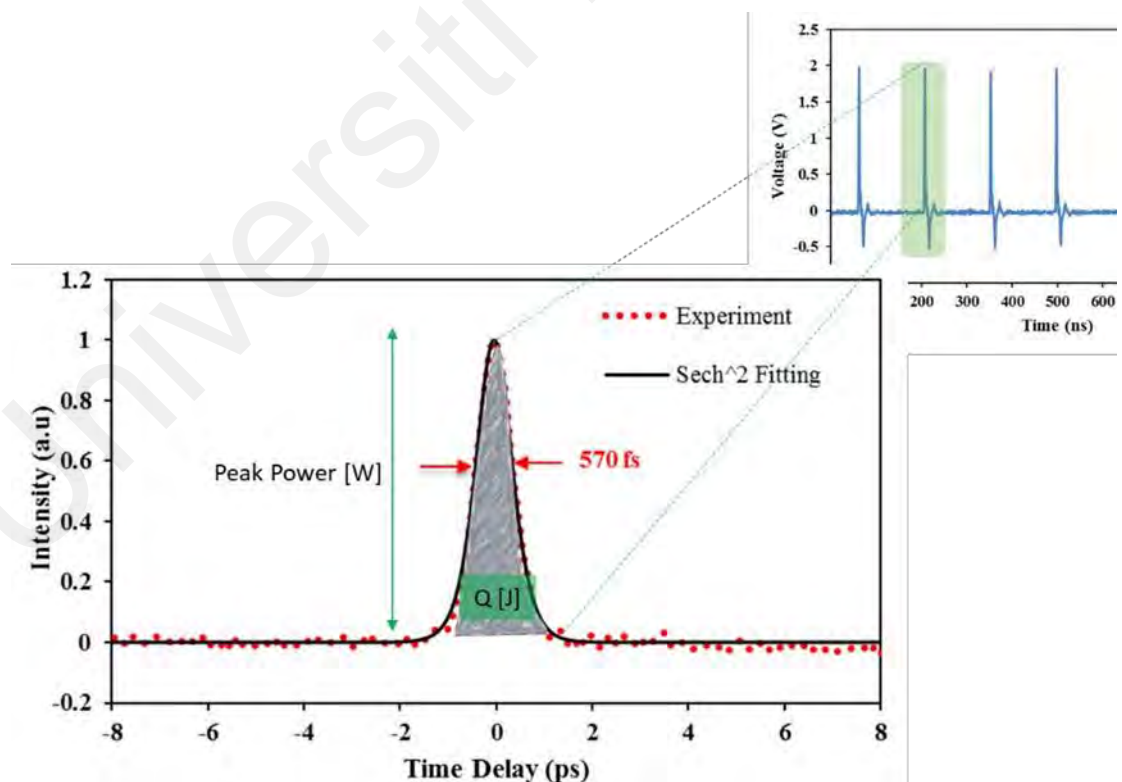 Universiti
2.5
2
1.5
1
0.5
0
-0.5
Voltage (V)
200 300 400 500 600
Time (ns)
1.2
1
0.8
0.6
0.4
0.2
0
-0.2
Intensity (a.u)
Experiment
Sech^2 Fitting
Peak Power [W]
570 fs
Q [J]
-8 -6 -4 -2 0 2 4 6 8
Time Delay (ps)